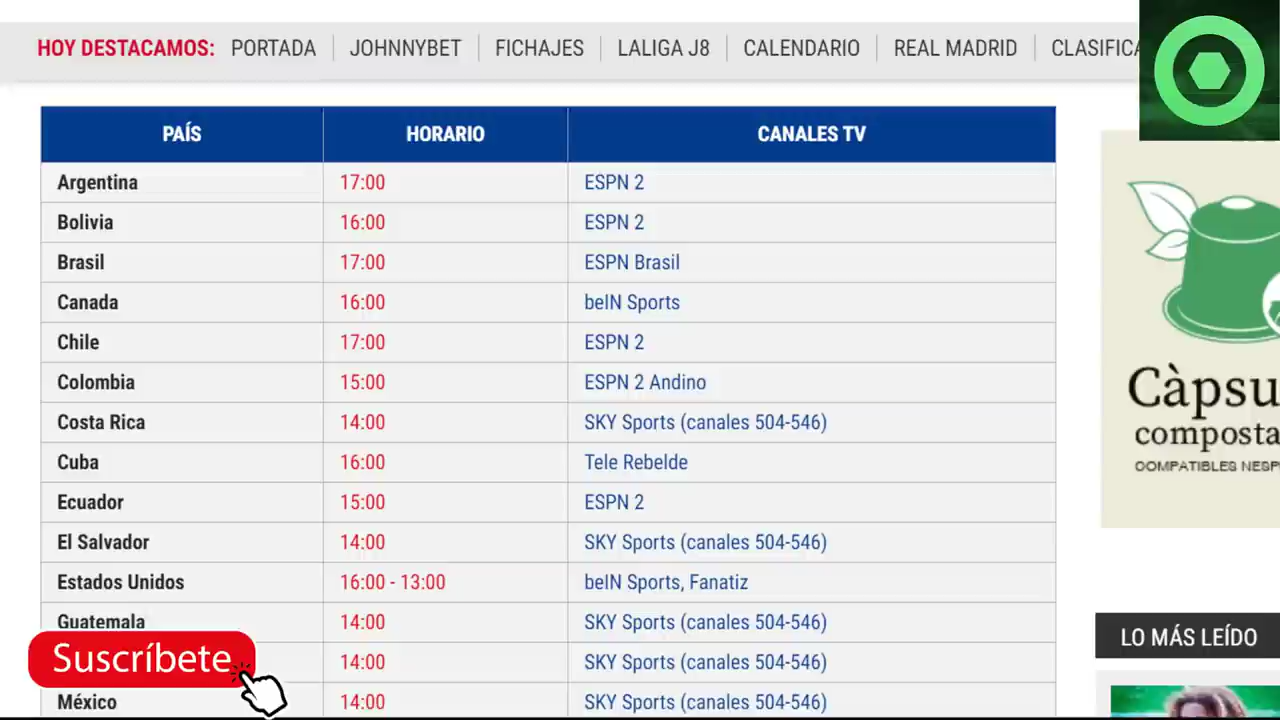 HOY DESTACAMOS: PORTADA JOHNNYBET FICHAJES LALIGA J8 CALENDARIO REAL MADRID CLASIFICA
PAÍS HORARIO CANALES TV
Argentina 17:00 ESPN 2
Bolivia 16:00 ESPN 2
Brasil 17:00 ESPN Brasil
Canada 16:00 beIN Sports
Chile 17:00 ESPN 2
Colombia 15:00 ESPN 2 Andino
Costa Rica 14:00 SKY Sports (canales 504-546)
Cuba 16:00 Tele Rebelde
Ecuador 15:00 ESPN 2
El Salvador 14:00 SKY Sports (canales 504-546)
Estados Unidos 16:00 - 13:00 beIN Sports, Fanatiz
Guatemala 14:00 SKY Sports (canales 504-546)
14:00 SKY Sports (canales 504-546)
México 14:00 SKY Sports (canales 504-546)
Suscríbete
Càpsu
composta
COMPATIBLES NESP
LO MÁS LEÍDO